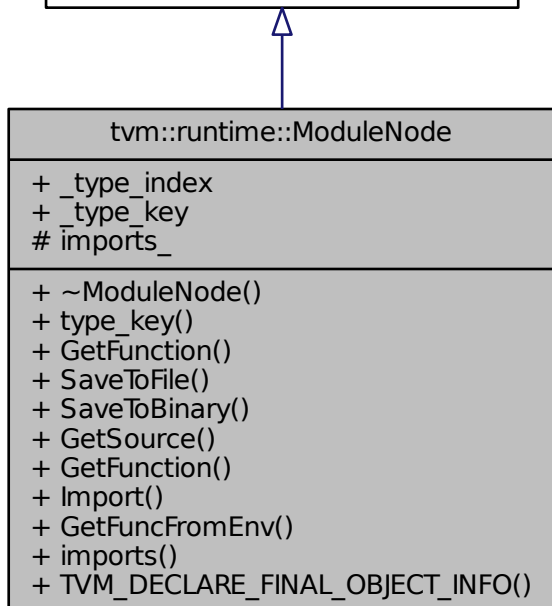 tvm::runtime::ModuleNode
+ _type_index
+ _type_key
# imports_
+ ~ModuleNode()
+ type_key()
+ GetFunction()
+ SaveToFile()
+ SaveToBinary()
+ GetSource()
+ GetFunction()
+ Import()
+ GetFuncFromEnv()
+ imports()
+ TVM_DECLARE_FINAL_OBJECT_INFO()